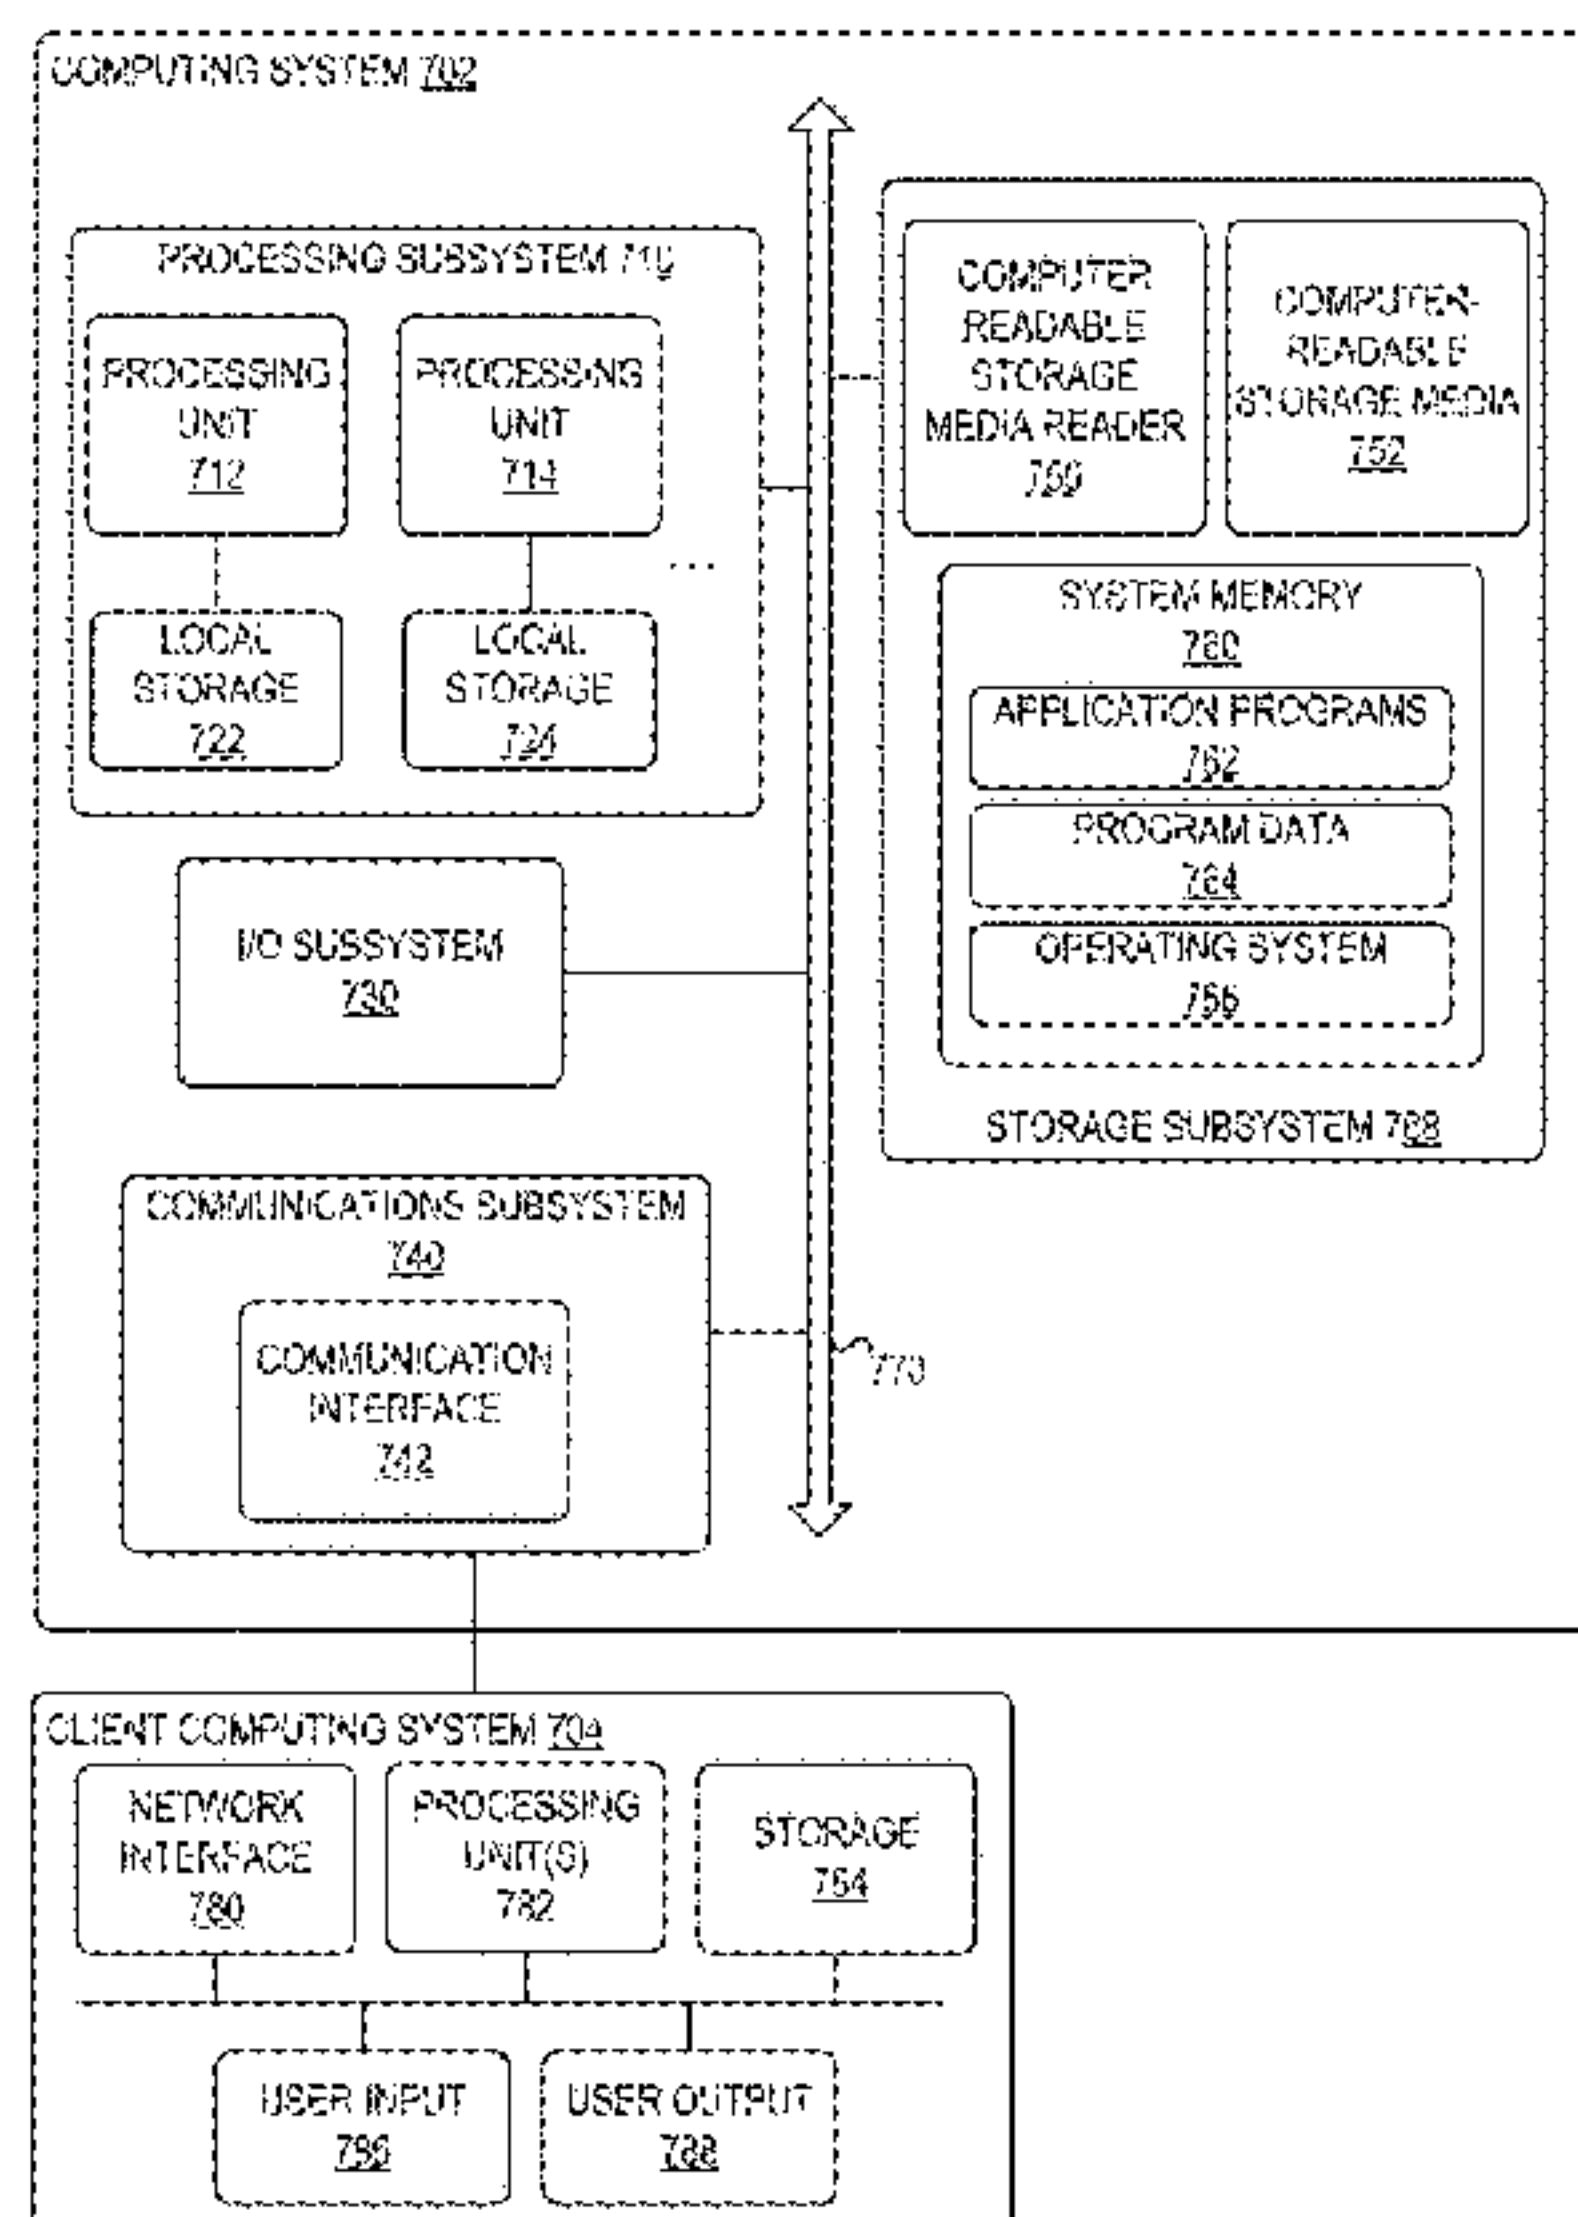 COMPUTING SYSTEM 702
PROCESSING SUBSYSTEM 710
PROCESSING
UNIT
712
PROCESSING
UNIT
714
...
LOCAL
STORAGE
722
LOCAL
STORAGE
724
I/O SUBSYSTEM
730
COMMUNICATIONS SUBSYSTEM
740
COMMUNICATION
INTERFACE
742
770
COMPUTER
READABLE
STORAGE
MEDIA READER
750
COMPUTER-
READABLE
STORAGE MEDIA
752
SYSTEM MEMORY
760
APPLICATION PROGRAMS
762
PROGRAM DATA
764
OPERATING SYSTEM
766
STORAGE SUBSYSTEM 768
CLIENT COMPUTING SYSTEM 704
NETWORK
INTERFACE
780
PROCESSING
UNIT(S)
782
STORAGE
784
USER INPUT
786
USER OUTPUT
788